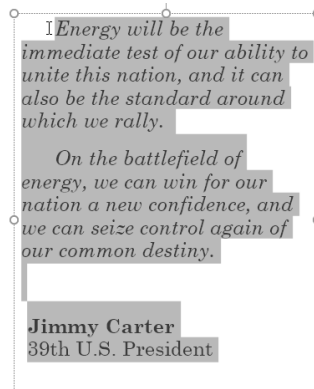 Energy will be the
immediate test of our ability to
unite this nation, and it can
also be the standard around
which we rally.
On the battlefield of
energy, we can win for our
nation a new confidence, and
we can seize control again of
our common destiny.
Jimmy Carter
39th U.S. President